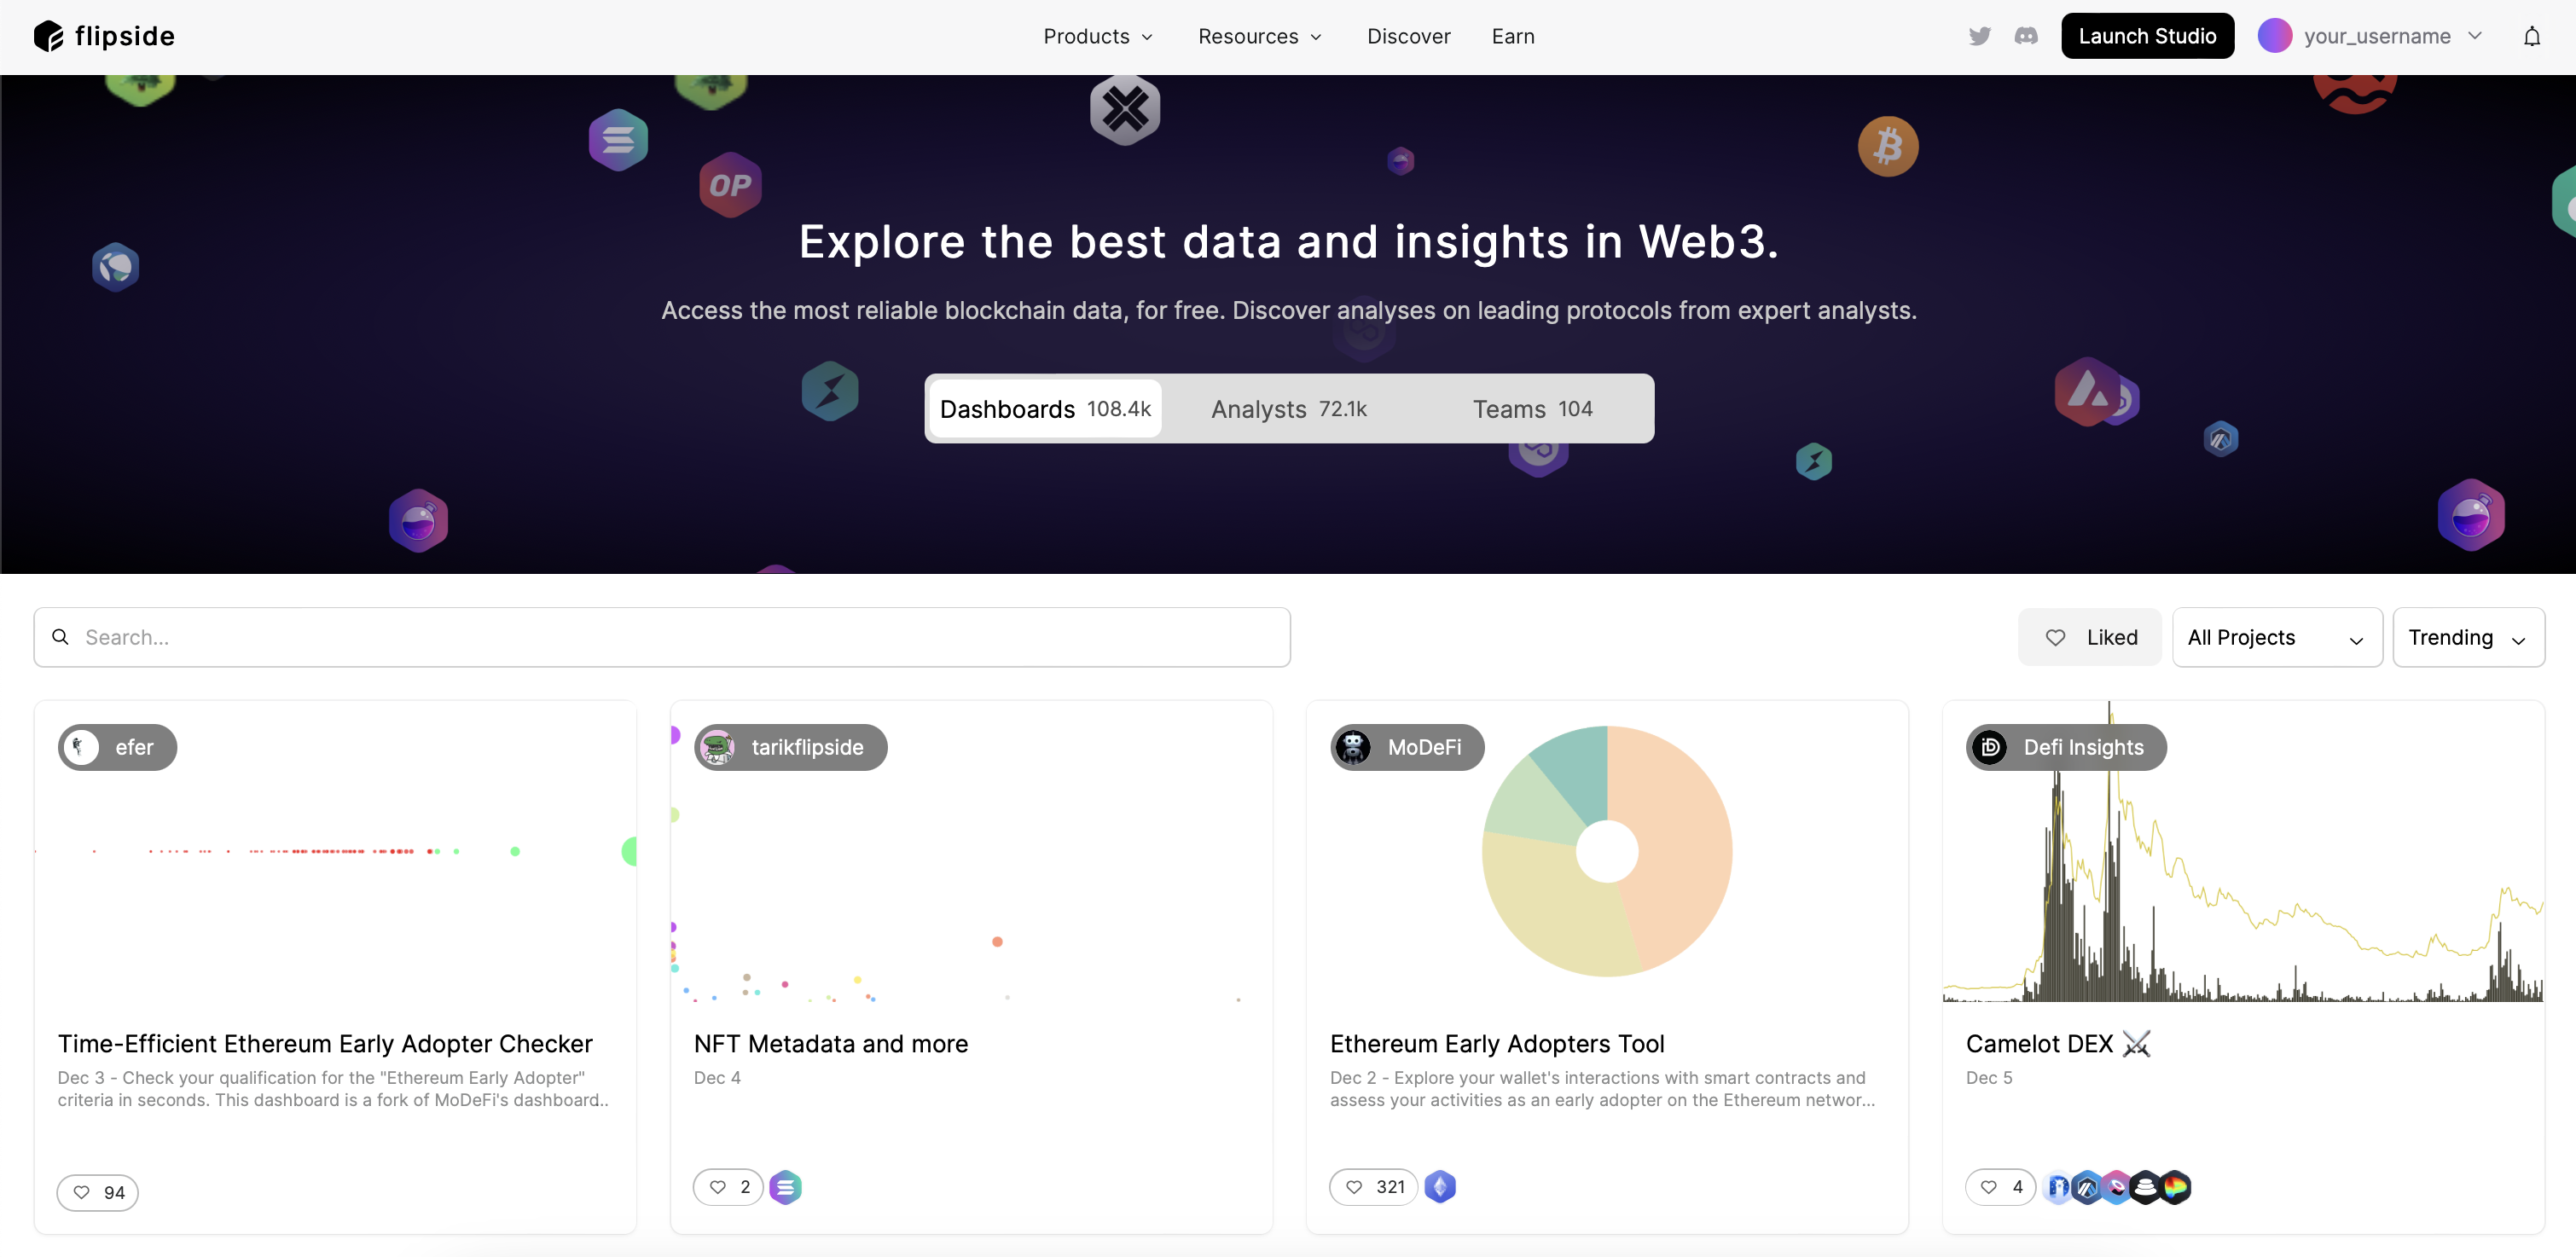 flipside
Products
Resources
Discover
Earn
Launch Studio
your_username
OP
Explore the best data and insights in Web3.
Access the most reliable blockchain data, for free. Discover analyses on leading protocols from expert analysts.
Dashboards 108.4k
Analysts 72.1k
Teams 104
Search...
Liked
All Projects
Trending
efer
Time-Efficient Ethereum Early Adopter Checker
Dec 3 - Check your qualification for the "Ethereum Early Adopter"
criteria in seconds. This dashboard is a fork of MoDeFi's dashboard..
94
tarikflipside
NFT Metadata and more
Dec 4
2
MoDeFi
Ethereum Early Adopters Tool
Dec 2 - Explore your wallet's interactions with smart contracts and
assess your activities as an early adopter on the Ethereum networ...
321
Defi Insights
Camelot DEX ⚔️
Dec 5
4